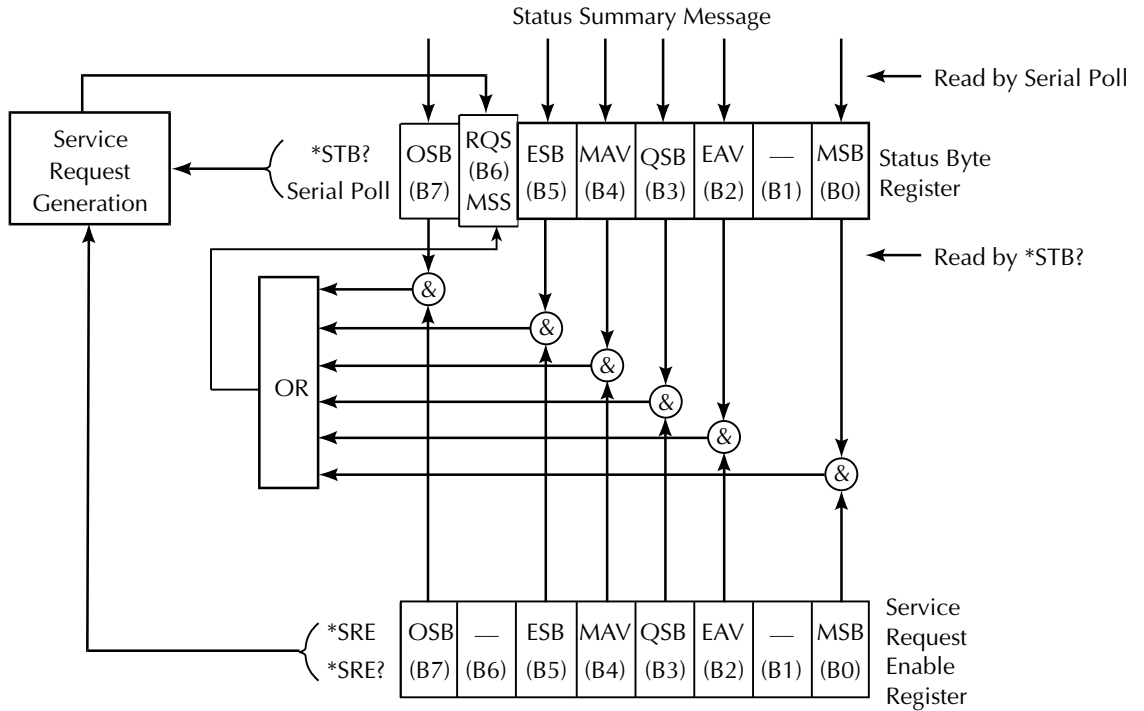 Status Summary Message
Read by Serial Poll
Service
Request
Generation
*STB?
Serial Poll
OSB
(B7)
RQS
(B6)
MSS
ESB
(B5)
MAV
(B4)
QSB
(B3)
EAV
(B2)
—
(B1)
MSB
(B0)
Status Byte
Register
Read by *STB?
&
&
&
&
&
&
OR
*SRE
*SRE?
OSB
(B7)
—
(B6)
ESB
(B5)
MAV
(B4)
QSB
(B3)
EAV
(B2)
—
(B1)
MSB
(B0)
Service
Request
Enable
Register